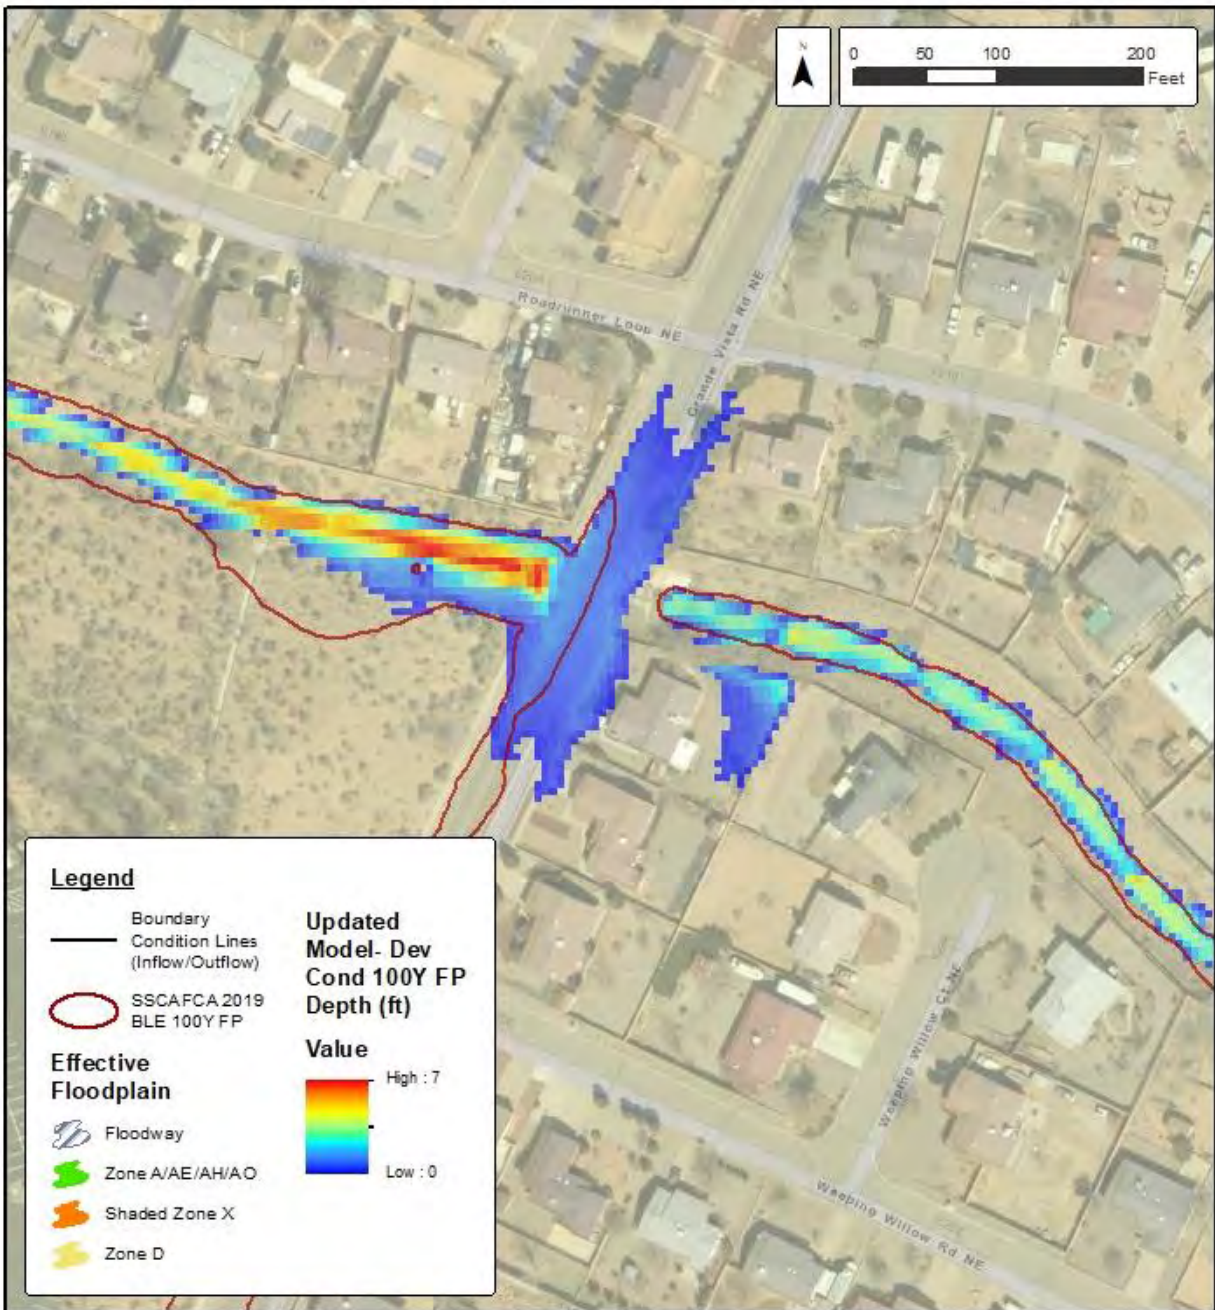 N
0 50 100 200
Feet
Roadrunner Loop NE
Grande Vista Rd NE
Legend
Boundary
Condition Lines
(Inflow/Outflow)
SSCAFCA 2019
BLE 100Y FP
Effective
Floodplain
Floodway
Zone A/AE/AH/AO
Shaded Zone X
Zone D
Updated
Model- Dev
Cond 100Y FP
Depth (ft)
Value
High : 7
Low : 0
Weeping Willow Ct NE
Weeping Willow Rd NE